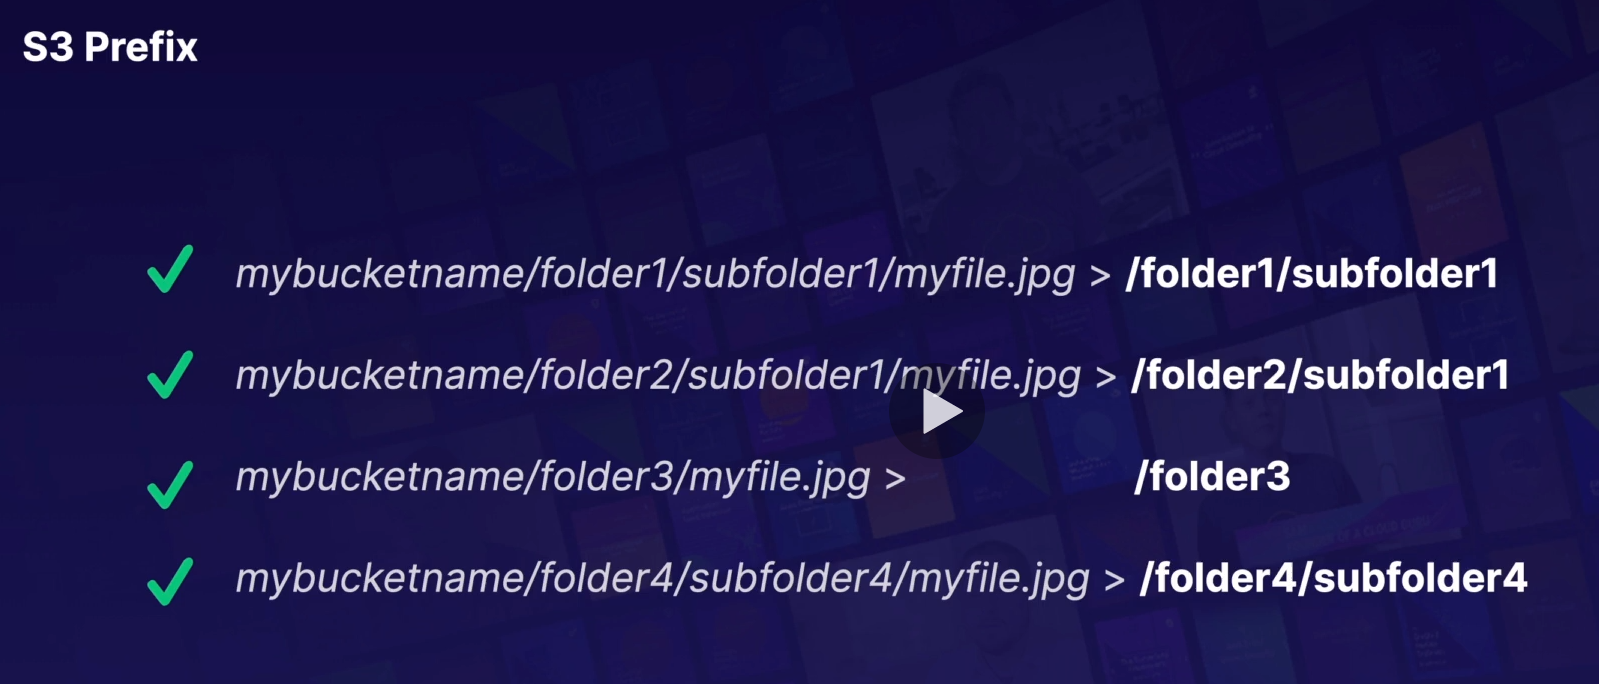 S3 Prefix
mybucketname/folder1/subfolder1/myfile.jpg > /folder1/subfolder1
mybucketname/folder2/subfolder1/myfile.jpg > /folder2/subfolder1
mybucketname/folder3/myfile.jpg > /folder3
mybucketname/folder4/subfolder4/myfile.jpg > /folder4/subfolder4